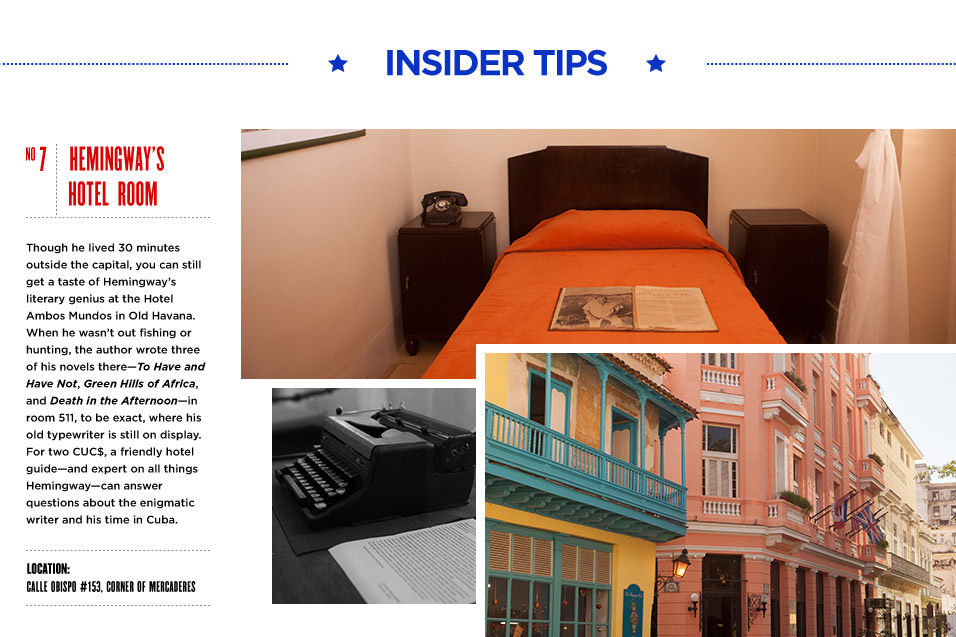 INSIDER TIPS
NO 7
HEMINGWAY'S
HOTEL ROOM
Though he lived 30 minutes
outside the capital, you can still
get a taste of Hemingway's
literary genius at the Hotel
Ambos Mundos in Old Havana.
When he wasn't out fishing or
hunting, the author wrote three
of his novels there—To Have and
Have Not, Green Hills of Africa,
and Death in the Afternoon—in
room 511, to be exact, where his
old typewriter is still on display.
For two CUC$, a friendly hotel
guide—and expert on all things
Hemingway—can answer
questions about the enigmatic
writer and his time in Cuba.
LOCATION:
CALLE OBISPO #153, CORNER OF MERCADERES